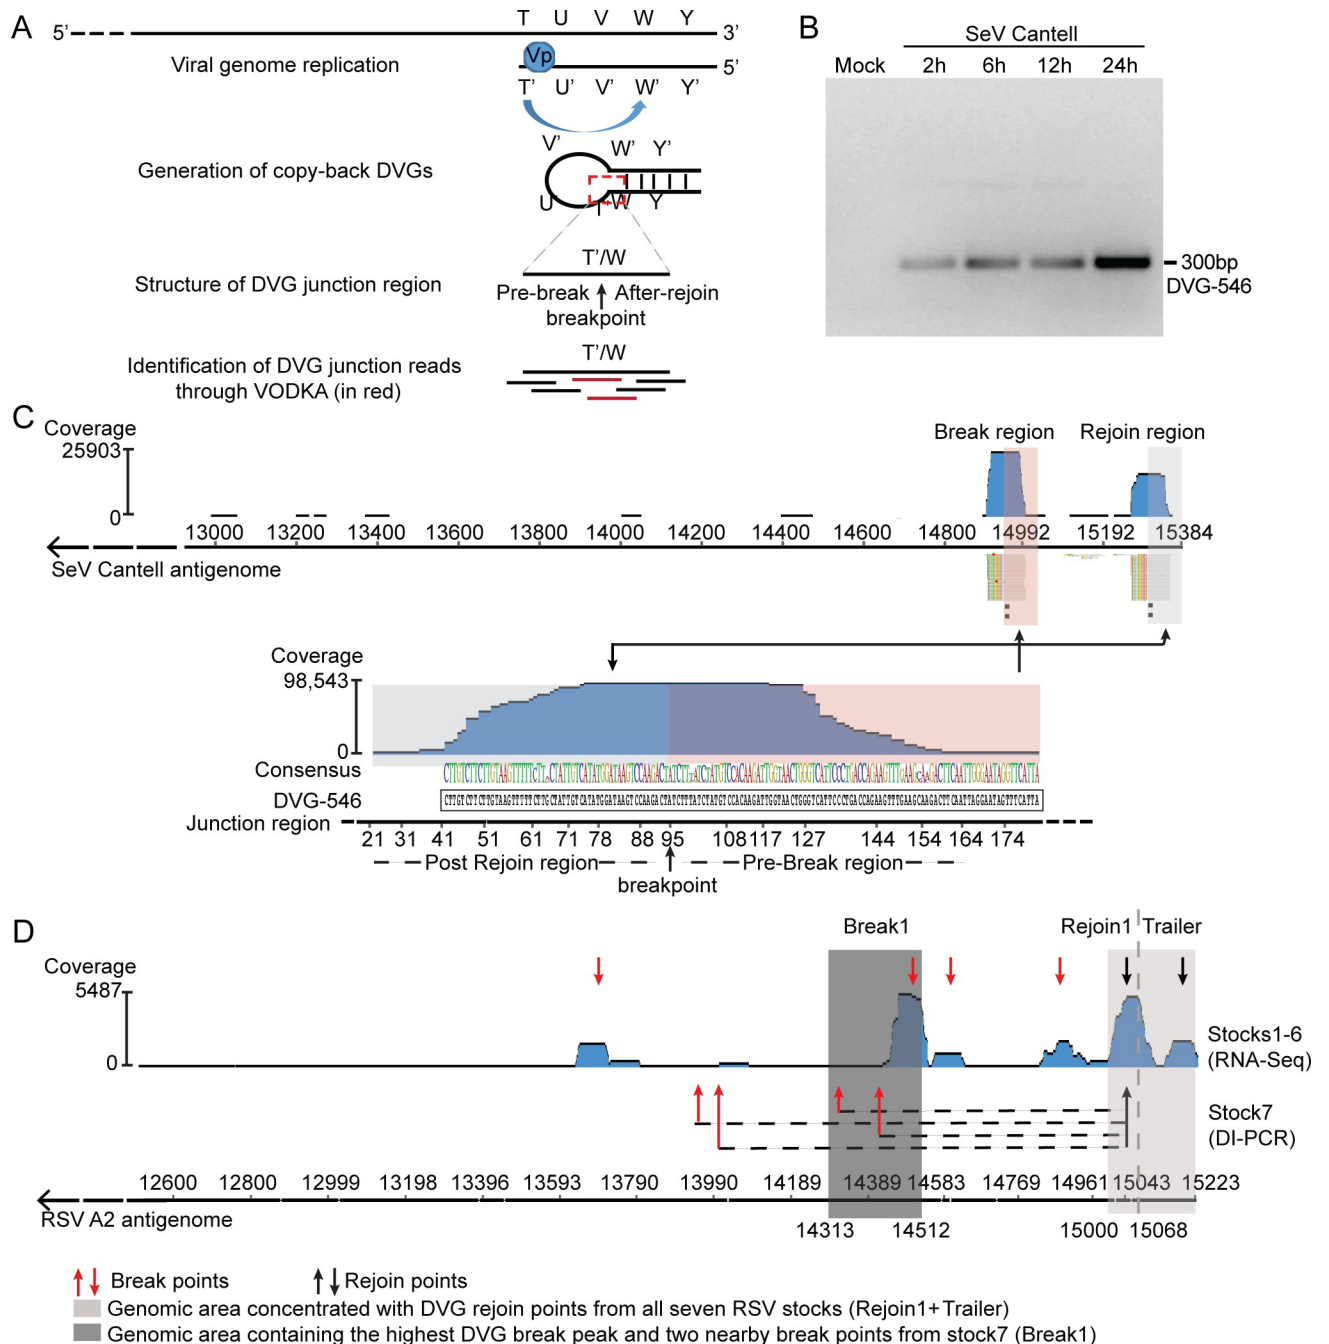 A
T U V W Y
5’
3’
Vp
Viral genome replication
5’
T’ U’ V’ W’ Y’
V’
W’ Y’
Generation of copy-back DVGs
U
T W Y
T’/W
Structure of DVG junction region
Pre-break After-rejoin
breakpoint
T’/W
Identification of DVG junction reads
through VODKA (in red)
B
SeV Cantell
Mock 2h 6h 12h 24h
300bp
DVG-546
C
Coverage
25903
0
Break region Rejoin region
13000 13200 13400 13600 13800 14000 14200 14400 14600 14800 14992 15192 15384
SeV Cantell antigenome
Coverage
98,543
0
Consensus
DVG-546
Junction region
21 31 41 51 61 71 78 88 95 108 117 127 144 154 164 174
Post Rejoin region Pre-Break region
breakpoint
D
Break1 Rejoin1 Trailer
Coverage
5487
0
Stocks1-6
(RNA-Seq)
Stock7
(DI-PCR)
12600 12800 12999 13198 13396 13593 13790 13990 14189 14389 14583 14769 14961 15043 15223
RSV A2 antigenome
14313 14512 15000 15068
Break points Rejoin points
Genomic area concentrated with DVG rejoin points from all seven RSV stocks (Rejoin1+Trailer)
Genomic area containing the highest DVG break peak and two nearby break points from stock7 (Break1)